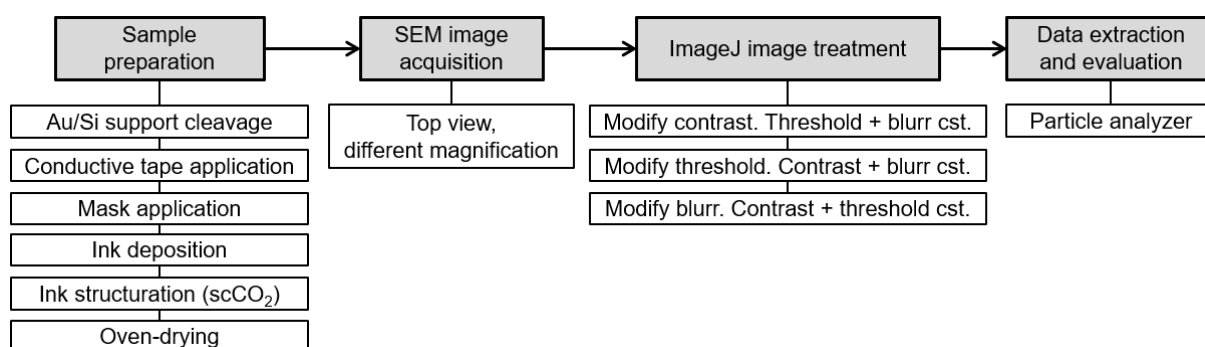 Sample
preparation
SEM image
acquisition
ImageJ image treatment
Data extraction
and evaluation
Au/Si support cleavage
Conductive tape application
Mask application
Ink deposition
Ink structuration (scCO₂)
Oven-drying
Top view,
different magnification
Modify contrast. Threshold + blurr cst.
Modify threshold. Contrast + blurr cst.
Modify blurr. Contrast + threshold cst.
Particle analyzer